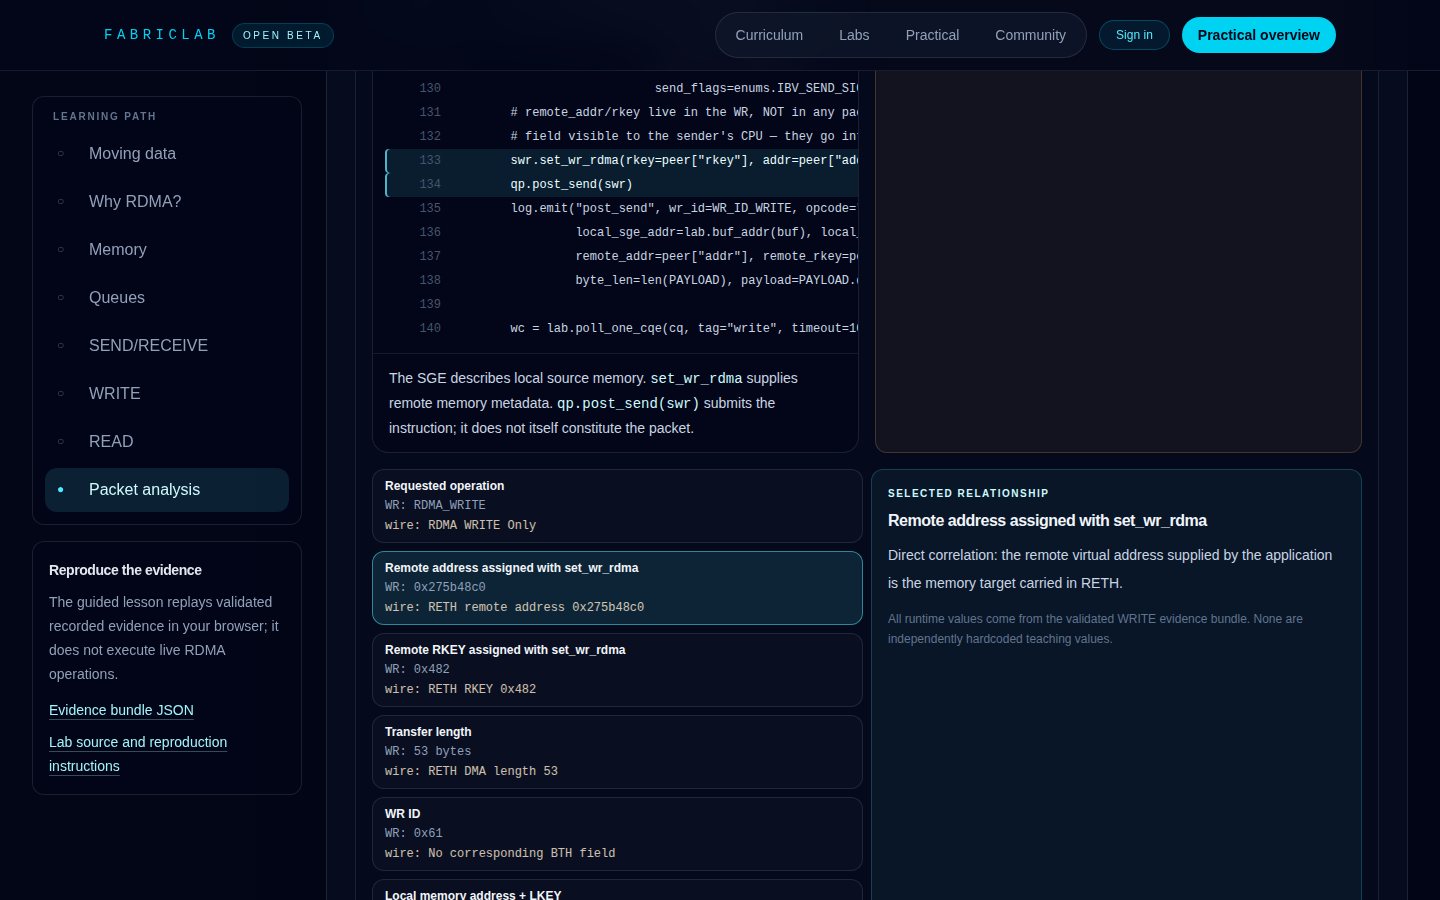 FABRICLAB
OPEN BETA
Curriculum
Labs
Practical
Community
Sign in
Practical overview
LEARNING PATH
Moving data
Why RDMA?
Memory
Queues
SEND/RECEIVE
WRITE
READ
Packet analysis
Reproduce the evidence
The guided lesson replays validated
recorded evidence in your browser; it
does not execute live RDMA
operations.
Evidence bundle JSON
Lab source and reproduction
instructions
130 send_flags=enums.IBV_SEND_SIG
131 # remote_addr/rkey live in the WR, NOT in any pa
132 # field visible to the sender's CPU — they go in
133 swr.set_wr_rdma(rkey=peer["rkey"], addr=peer["add
134 qp.post_send(swr)
135 log.emit("post_send", wr_id=WR_ID_WRITE, opcode=
136 local_sge_addr=lab.buf_addr(buf), local_
137 remote_addr=peer["addr"], remote_rkey=p
138 byte_len=len(PAYLOAD), payload=PAYLOAD.
139
140 wc = lab.poll_one_cqe(cq, tag="write", timeout=10
The SGE describes local source memory. set_wr_rdma supplies
remote memory metadata. qp.post_send(swr) submits the
instruction; it does not itself constitute the packet.
Requested operation
WR: RDMA_WRITE
wire: RDMA WRITE Only
Remote address assigned with set_wr_rdma
WR: 0x275b48c0
wire: RETH remote address 0x275b48c0
Remote RKEY assigned with set_wr_rdma
WR: 0x482
wire: RETH RKEY 0x482
Transfer length
WR: 53 bytes
wire: RETH DMA length 53
WR ID
WR: 0x61
wire: No corresponding BTH field
Local memory address + LKEY
SELECTED RELATIONSHIP
Remote address assigned with set_wr_rdma
Direct correlation: the remote virtual address supplied by the application
is the memory target carried in RETH.
All runtime values come from the validated WRITE evidence bundle. None are
independently hardcoded teaching values.